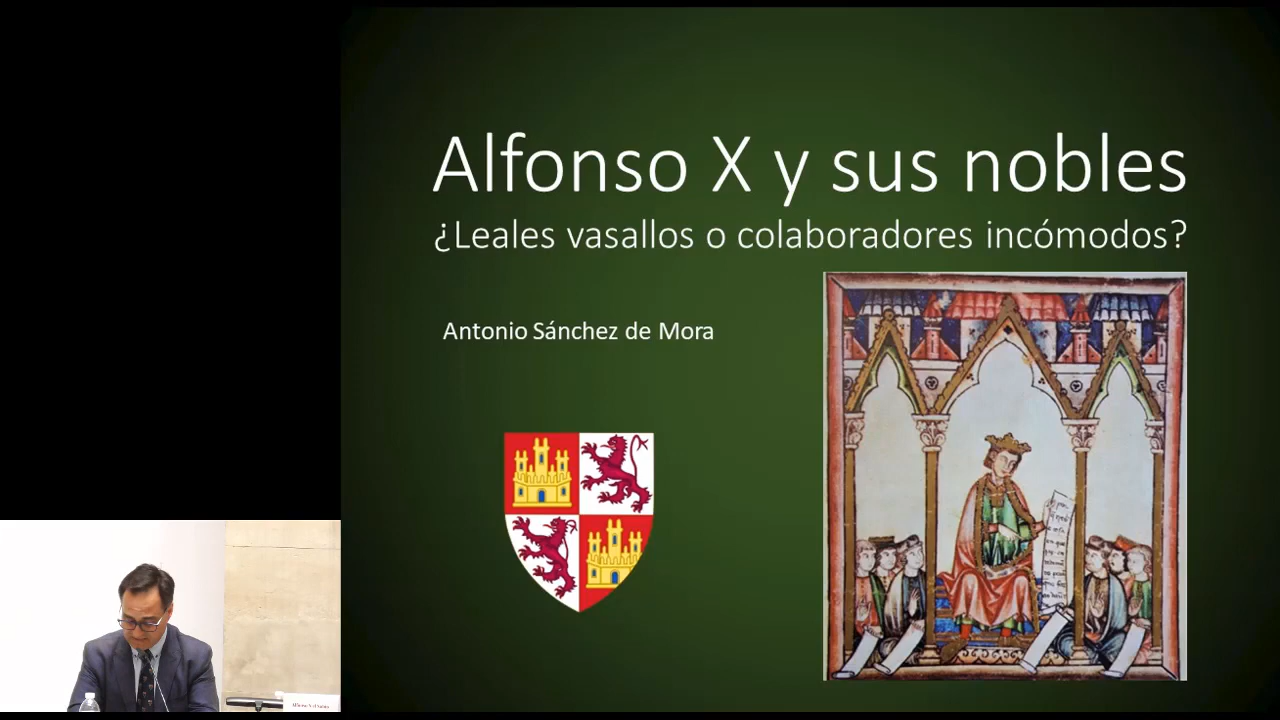 Alfonso X y sus nobles
¿Leales vasallos o colaboradores incómodos?
Antonio Sánchez de Mora